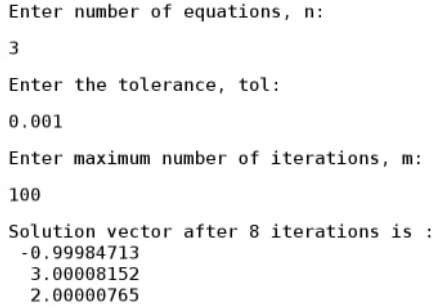 Enter number of equations, n:
3
Enter the tolerance, tol:
0.001
Enter maximum number of iterations, m:
100
Solution vector after 8 iterations is :
-0.99984713
3.00008152
2.00000765